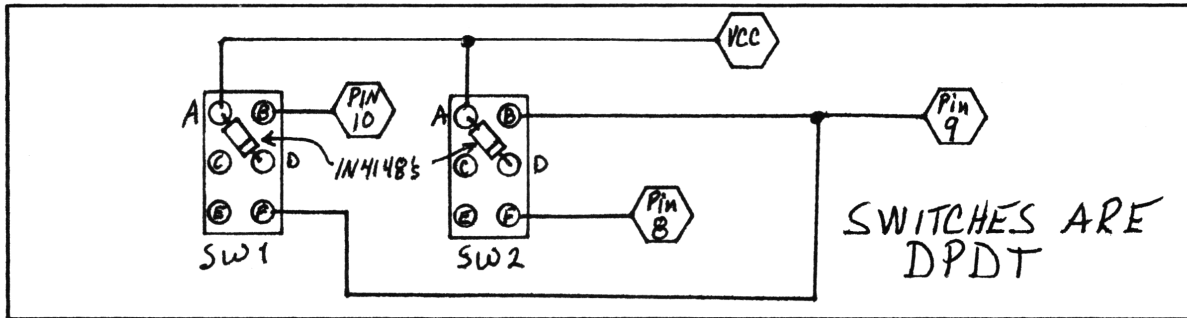 VCC
A
B
PIN
10
C
D
E
F
SW1
1N4148's
A
B
C
D
E
F
SW2
Pin
9
Pin
8
SWITCHES ARE
DPDT